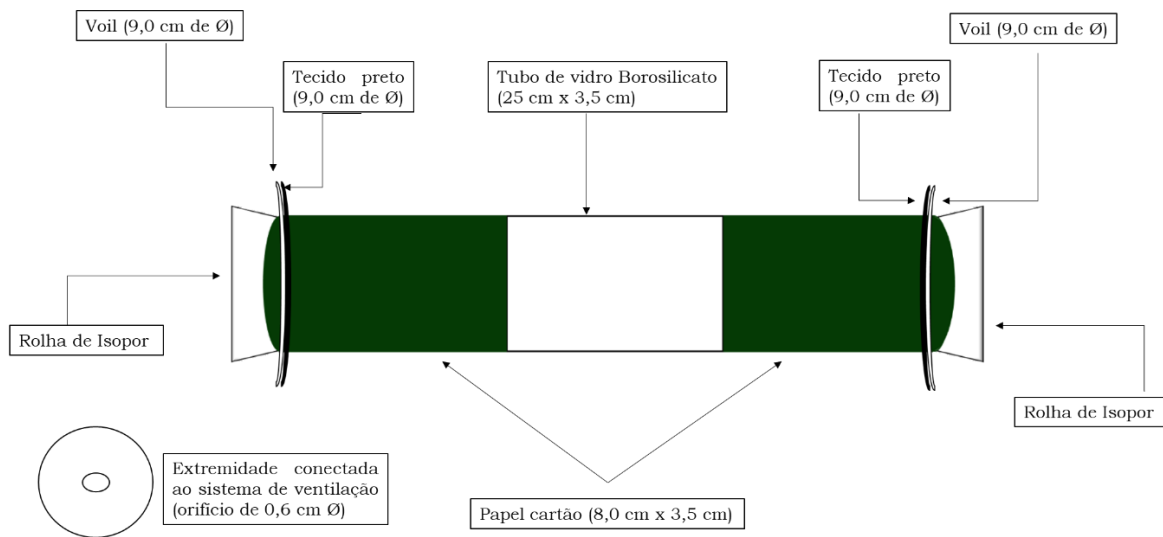 Voil (9,0 cm de Ø)
Voil (9,0 cm de Ø)
Tecido preto
(9,0 cm de Ø)
Tubo de vidro Borosilicato
(25 cm x 3,5 cm)
Tecido preto
(9,0 cm de Ø)
Rolha de Isopor
Rolha de Isopor
Extremidade conectada
ao sistema de ventilação
(orifício de 0,6 cm Ø)
Papel cartão (8,0 cm x 3,5 cm)